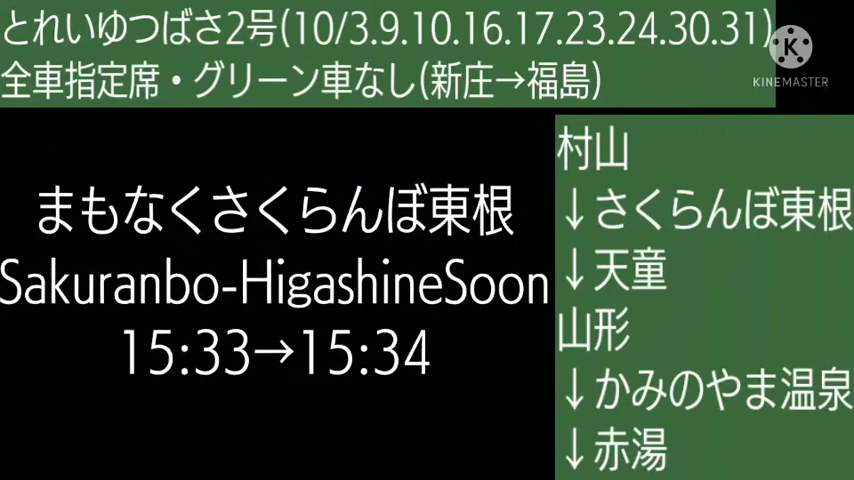 とれいゆつばさ2号(10/3.9.10.16.17.23.24.30.31)
全車指定席・グリーン車なし(新庄→福島)
KINEMASTER
まもなくさくらんぼ東根
Sakuranbo-HigashineSoon
15:33→15:34
村山
↓さくらんぼ東根
↓天童
山形
↓かみのやま温泉
↓赤湯